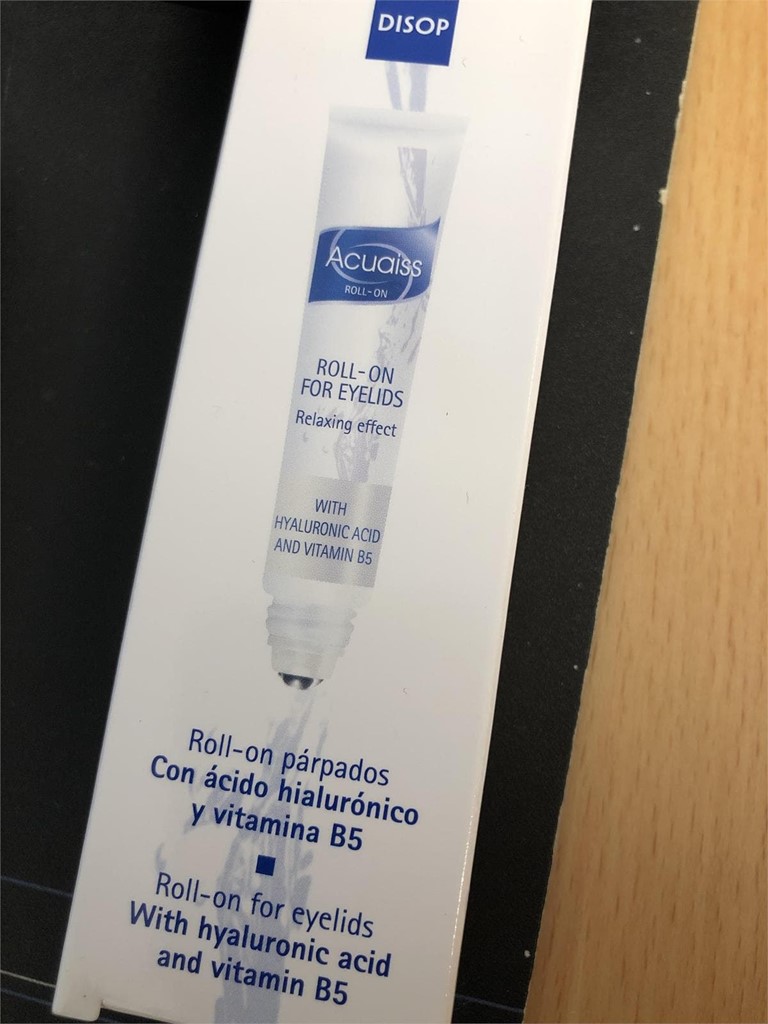 DISOP
Acuaiss
ROLL-ON
ROLL-ON
FOR EYELIDS
Relaxing effect
WITH
HYALURONIC ACID
AND VITAMIN B5
Roll-on párpados
Con ácido hialurónico
y vitamina B5
Roll-on for eyelids
With hyaluronic acid
and vitamin B5